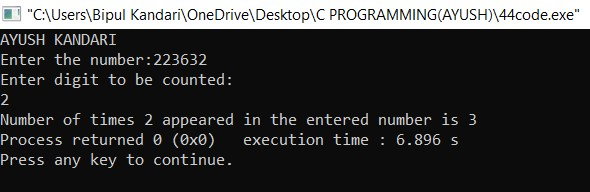 "C:\Users\Bipul Kandari\OneDrive\Desktop\C PROGRAMMING(AYUSH)\44code.exe"
AYUSH KANDARI
Enter the number:223632
Enter digit to be counted:
2
Number of times 2 appeared in the entered number is 3
Process returned 0 (0x0)   execution time : 6.896 s
Press any key to continue.